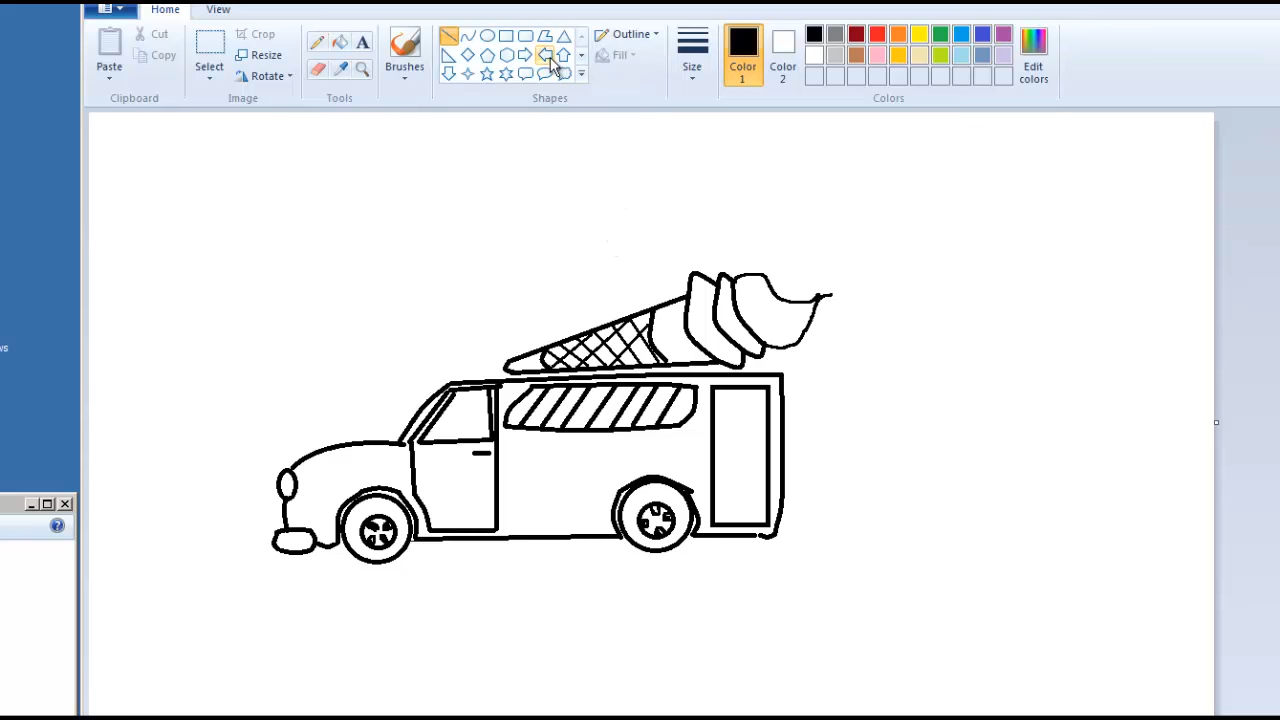 Home View
Paste
Cut
Copy
Clipboard
Select
Crop
Resize
Rotate
Image
A
Tools
Brushes
Shapes
Outline
Fill
Size
Color 1
Color 2
Edit colors
Colors
ws